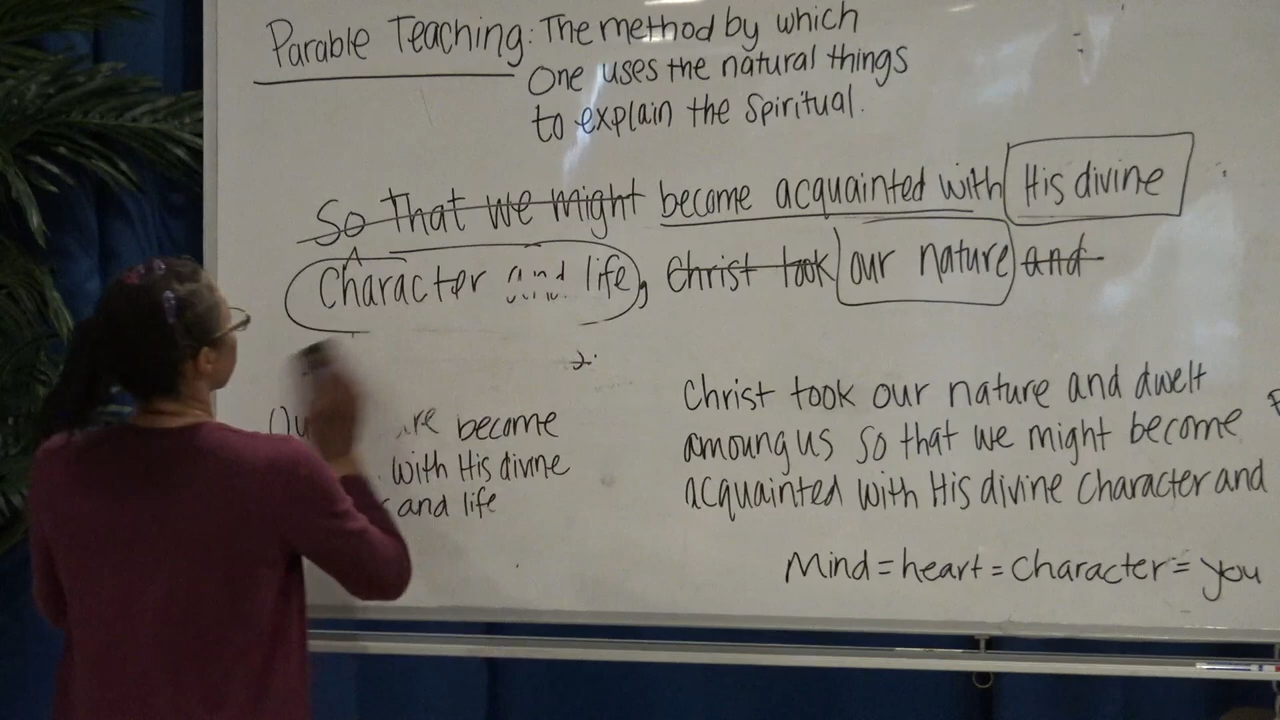 Parable Teaching: The method by which
One uses the natural things
to explain the Spiritual.
So That we might become acquainted with His divine
Character and life, Christ took our nature and
Christ took our nature and dwelt
amoung us so that we might become
acquainted with His divine Character and
become
with His divine
and life
Mind = heart = Character = you